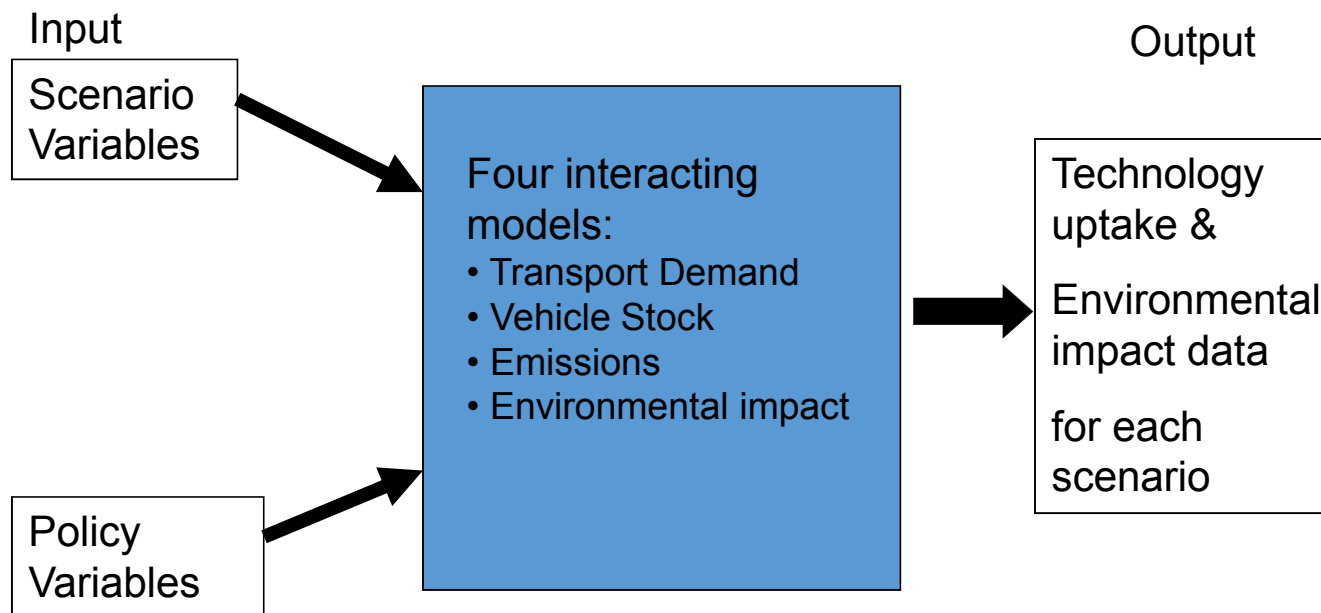 Input
Scenario
Variables
Policy
Variables
Four interacting
models:
• Transport Demand
• Vehicle Stock
• Emissions
• Environmental impact
Output
Technology
uptake &
Environmental
impact data
for each
scenario